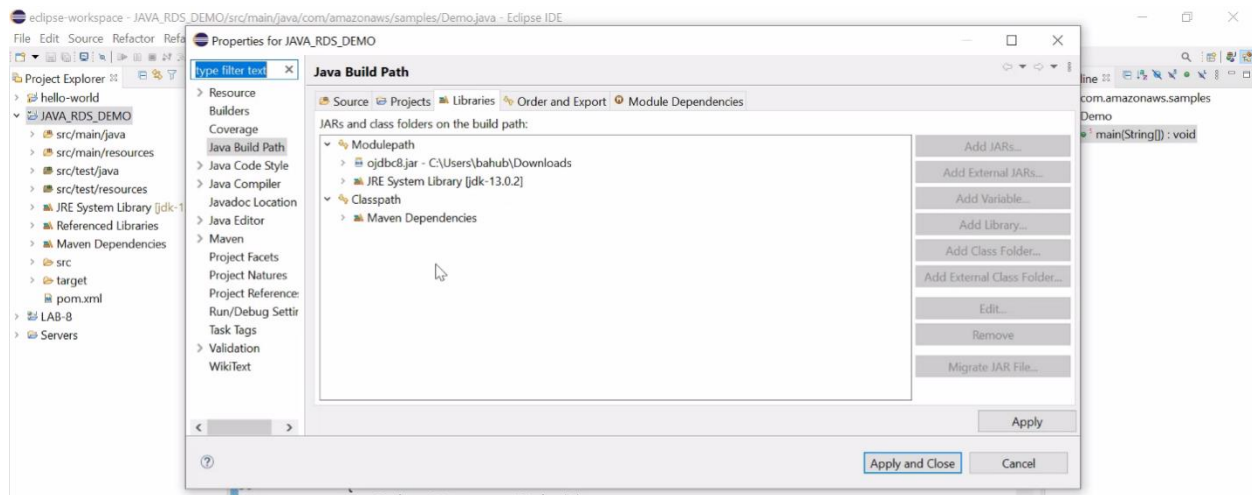 eclipse-workspace - JAVA_RDS_DEMO/src/main/java/com/amazonaws/samples/Demo.java - Eclipse IDE
File Edit Source Refactor Refa
Project Explorer
hello-world
JAVA_RDS_DEMO
src/main/java
src/main/resources
src/test/java
src/test/resources
JRE System Library [jdk-1
Referenced Libraries
Maven Dependencies
src
target
pom.xml
LAB-8
Servers
Properties for JAVA_RDS_DEMO
type filter text
Resource
Builders
Coverage
Java Build Path
Java Code Style
Java Compiler
Javadoc Location
Java Editor
Maven
Project Facets
Project Natures
Project Reference
Run/Debug Settir
Task Tags
Validation
WikiText
Java Build Path
Source Projects Libraries Order and Export Module Dependencies
JARs and class folders on the build path:
Modulepath
ojdbc8.jar - C:\Users\bahub\Downloads
JRE System Library [jdk-13.0.2]
Classpath
Maven Dependencies
Add JARs...
Add External JARs...
Add Variable...
Add Library...
Add Class Folder...
Add External Class Folder...
Edit...
Remove
Migrate JAR File...
Apply
Apply and Close Cancel
line
com.amazonaws.samples
Demo
main(String[]) : void